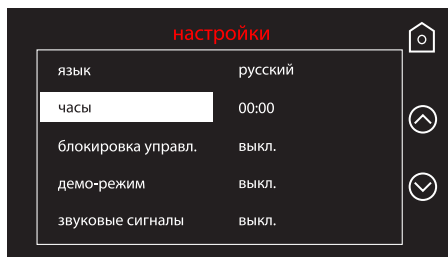 настройки
язык русский
часы 00:00
блокировка управл. выкл.
демо-режим выкл.
звуковые сигналы выкл.